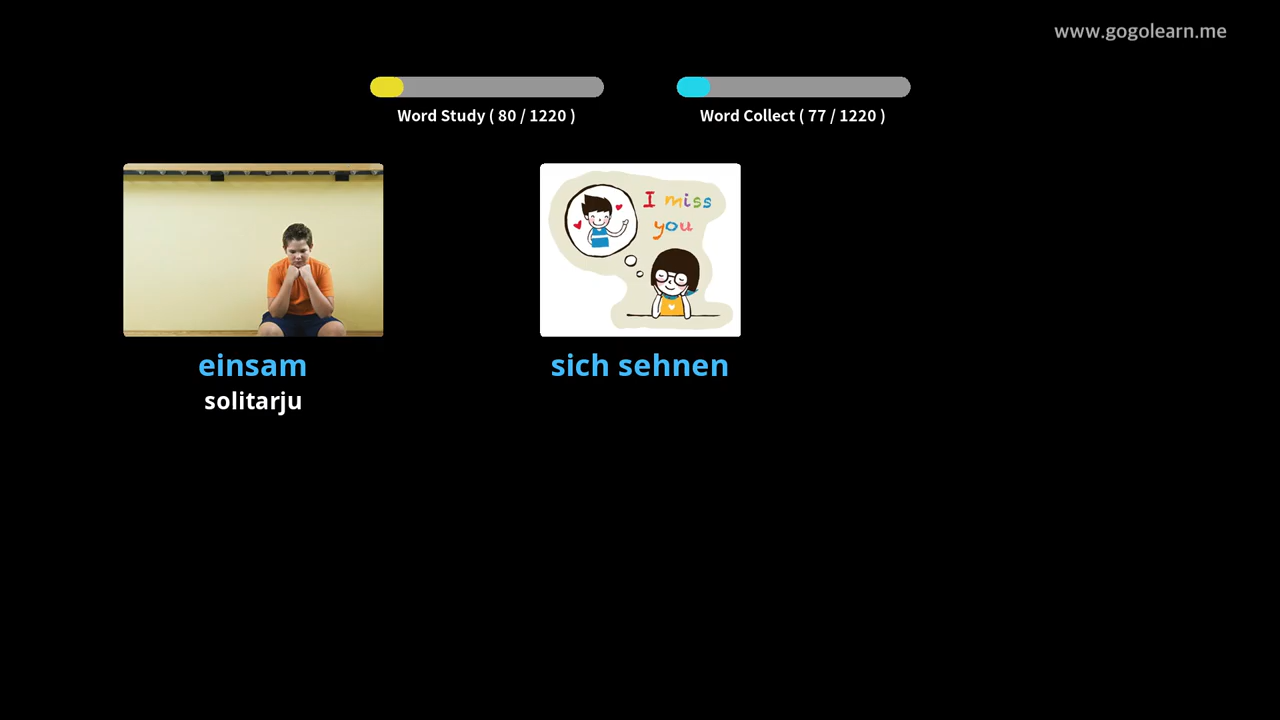 www.gogolearn.me
Word Study ( 80 / 1220 )
Word Collect ( 77 / 1220 )
I miss
you
einsam
solitarju
sich sehnen